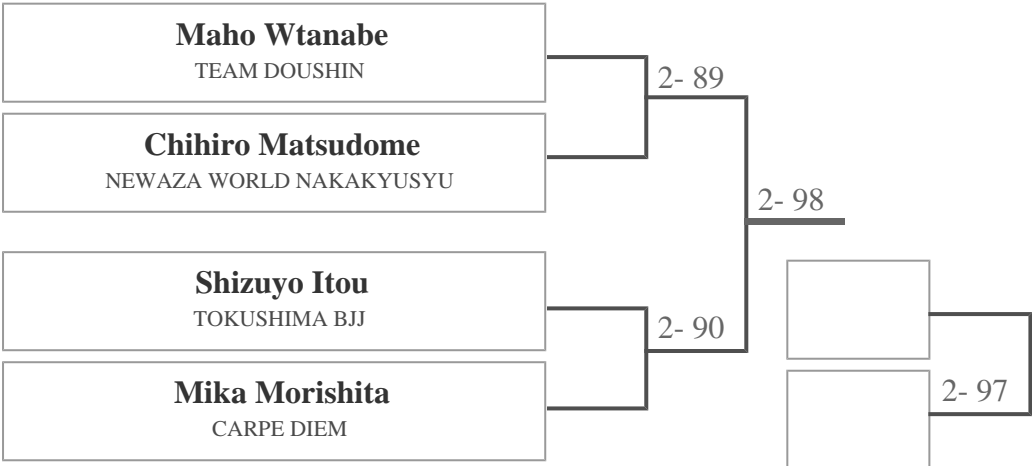 Maho Wtanabe
TEAM DOUSHIN
2- 89
Chihiro Matsudome
NEWAZA WORLD NAKAKYUSYU
2- 98
Shizuyo Itou
TOKUSHIMA BJJ
2- 90
Mika Morishita
CARPE DIEM
2- 97